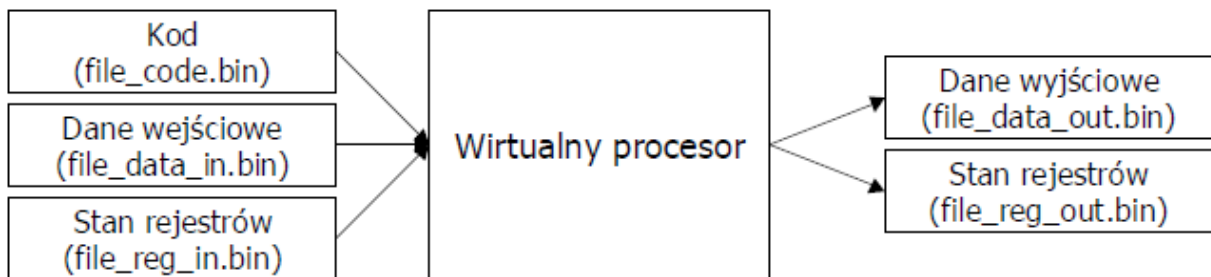 Kod
(file_code.bin)
Dane wejściowe
(file_data_in.bin)
Stan rejestrów
(file_reg_in.bin)
Wirtualny procesor
Dane wyjściowe
(file_data_out.bin)
Stan rejestrów
(file_reg_out.bin)